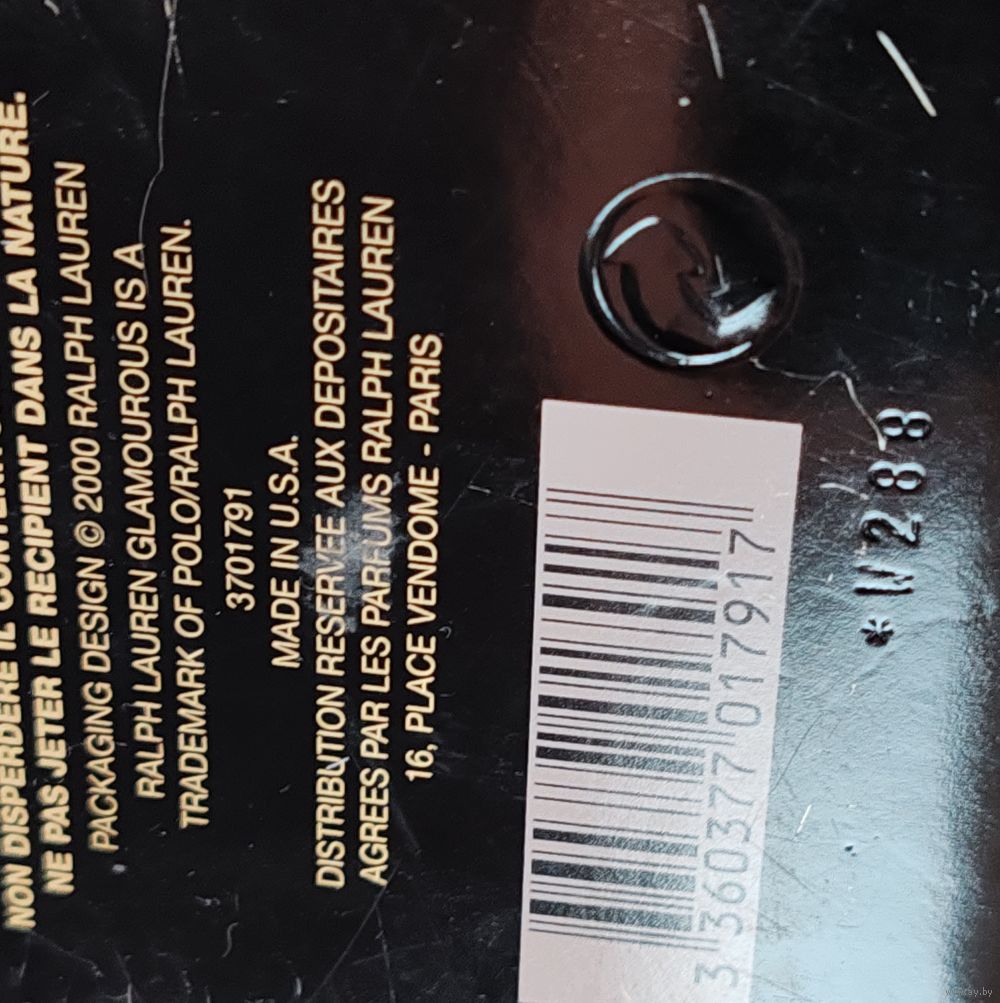 NON DISPERDERE IL
NE PAS JETER LE RECIPIENT DANS LA NATURE.
PACKAGING DESIGN © 2000 RALPH LAUREN
RALPH LAUREN GLAMOUROUS IS A
TRADEMARK OF POLO/RALPH LAUREN.
3701791
MADE IN U.S.A.
DISTRIBUTION RESERVEE AUX DEPOSITAIRES
AGREES PAR LES PARFUMS RALPH LAUREN
16, PLACE VENDOME - PARIS
3 360377 017917
*W288